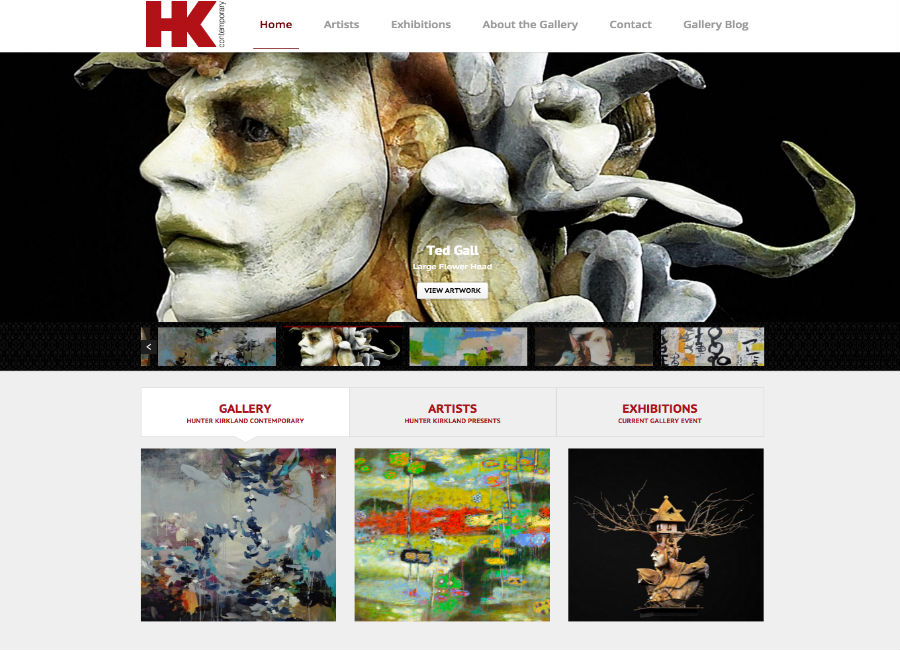 HK
contemporary
Home Artists Exhibitions About the Gallery Contact Gallery Blog
Ted Gall
Large Flower Head
VIEW ARTWORK
<
GALLERY
HUNTER KIRKLAND CONTEMPORARY
ARTISTS
HUNTER KIRKLAND PRESENTS
EXHIBITIONS
CURRENT GALLERY EVENT